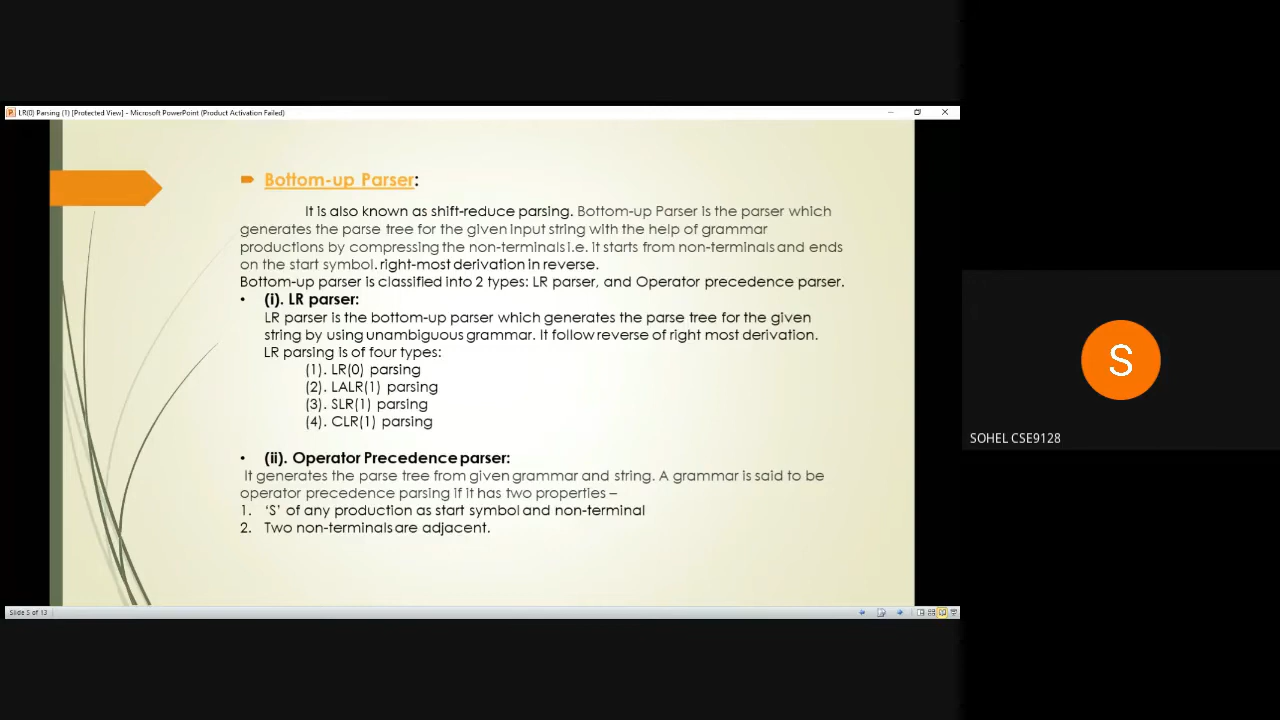 LR(0) Parsing (1) [Protected View] - Microsoft PowerPoint (Product Activation Failed)
Bottom-up Parser:
It is also known as shift-reduce parsing. Bottom-up Parser is the parser which
generates the parse tree for the given input string with the help of grammar
productions by compressing the non-terminals i.e. it starts from non-terminals and ends
on the start symbol. right-most derivation in reverse.
Bottom-up parser is classified into 2 types: LR parser, and Operator precedence parser.
• (i). LR parser:
LR parser is the bottom-up parser which generates the parse tree for the given
string by using unambiguous grammar. It follow reverse of right most derivation.
LR parsing is of four types:
(1). LR(0) parsing
(2). LALR(1) parsing
(3). SLR(1) parsing
(4). CLR(1) parsing
• (ii). Operator Precedence parser:
It generates the parse tree from given grammar and string. A grammar is said to be
operator precedence parsing if it has two properties –
1. ‘S’ of any production as start symbol and non-terminal
2. Two non-terminals are adjacent.
Slide 5 of 13
S
SOHEL CSE9128